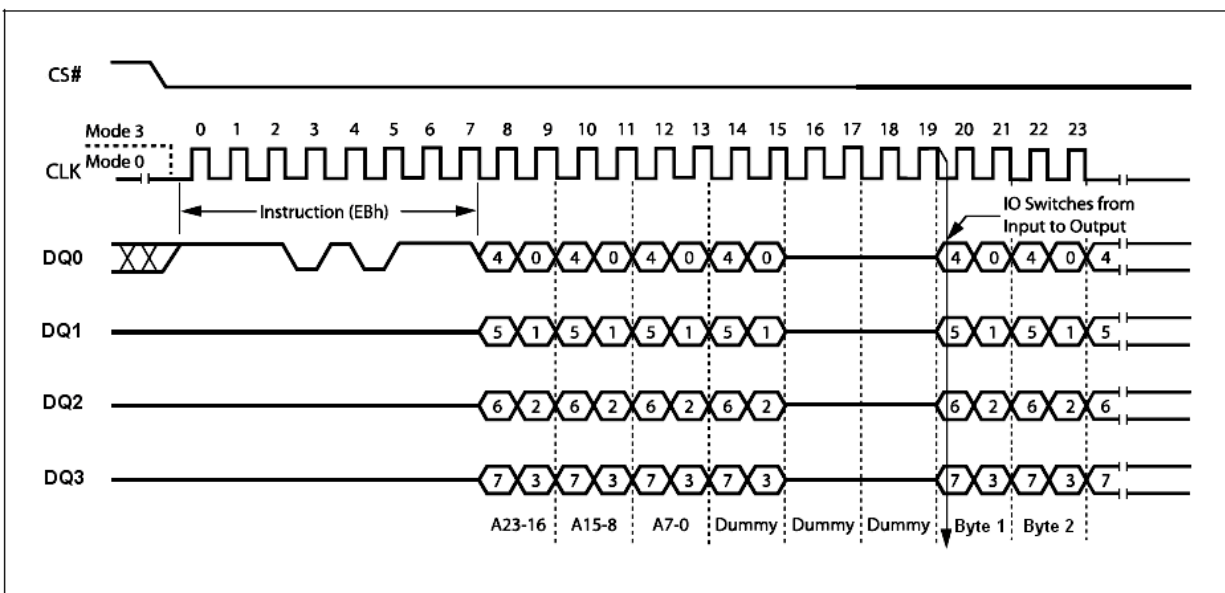 CS#
Mode 3
0 1 2 3 4 5 6 7 8 9 10 11 12 13 14 15 16 17 18 19 20 21 22 23
CLK
Mode 0
Instruction (EBh)
IO Switches from
Input to Output
DQ0
4 0 4 0 4 0 4 0 4 0 4 0 4
DQ1
5 1 5 1 5 1 5 1 5 1 5 1 5
DQ2
6 2 6 2 6 2 6 2 6 2 6 2 6
DQ3
7 3 7 3 7 3 7 3 7 3 7 3 7
A23-16 A15-8 A7-0 Dummy Dummy Dummy Byte 1 Byte 2